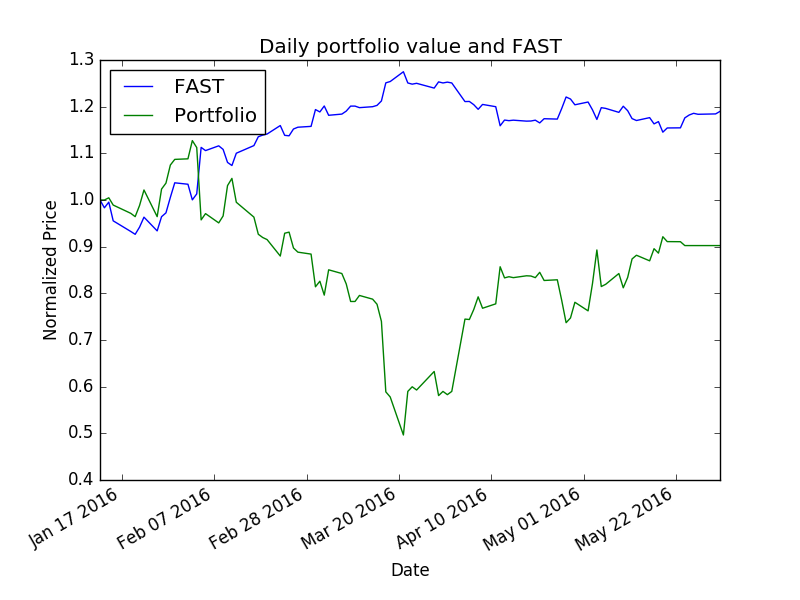 Daily portfolio value and FAST
1.3
1.2
1.1
1.0
0.9
0.8
0.7
0.6
0.5
0.4
Normalized Price
FAST
Portfolio
Jan 17 2016
Feb 07 2016
Feb 28 2016
Mar 20 2016
Apr 10 2016
May 01 2016
May 22 2016
Date